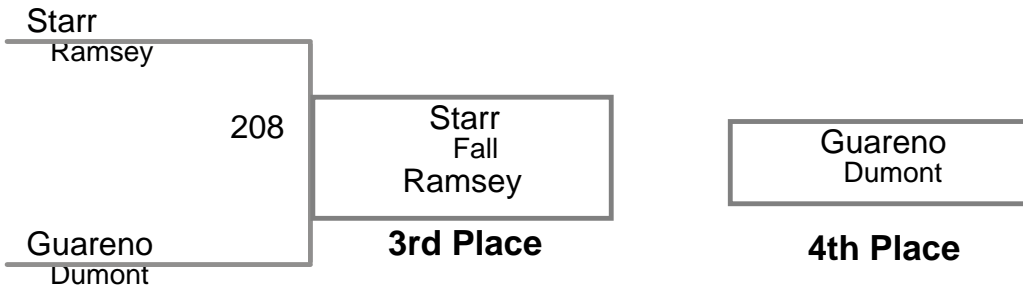 Starr
Ramsey
208
Starr
Fall
Ramsey
3rd Place
Guareno
Dumont
Guareno
Dumont
4th Place